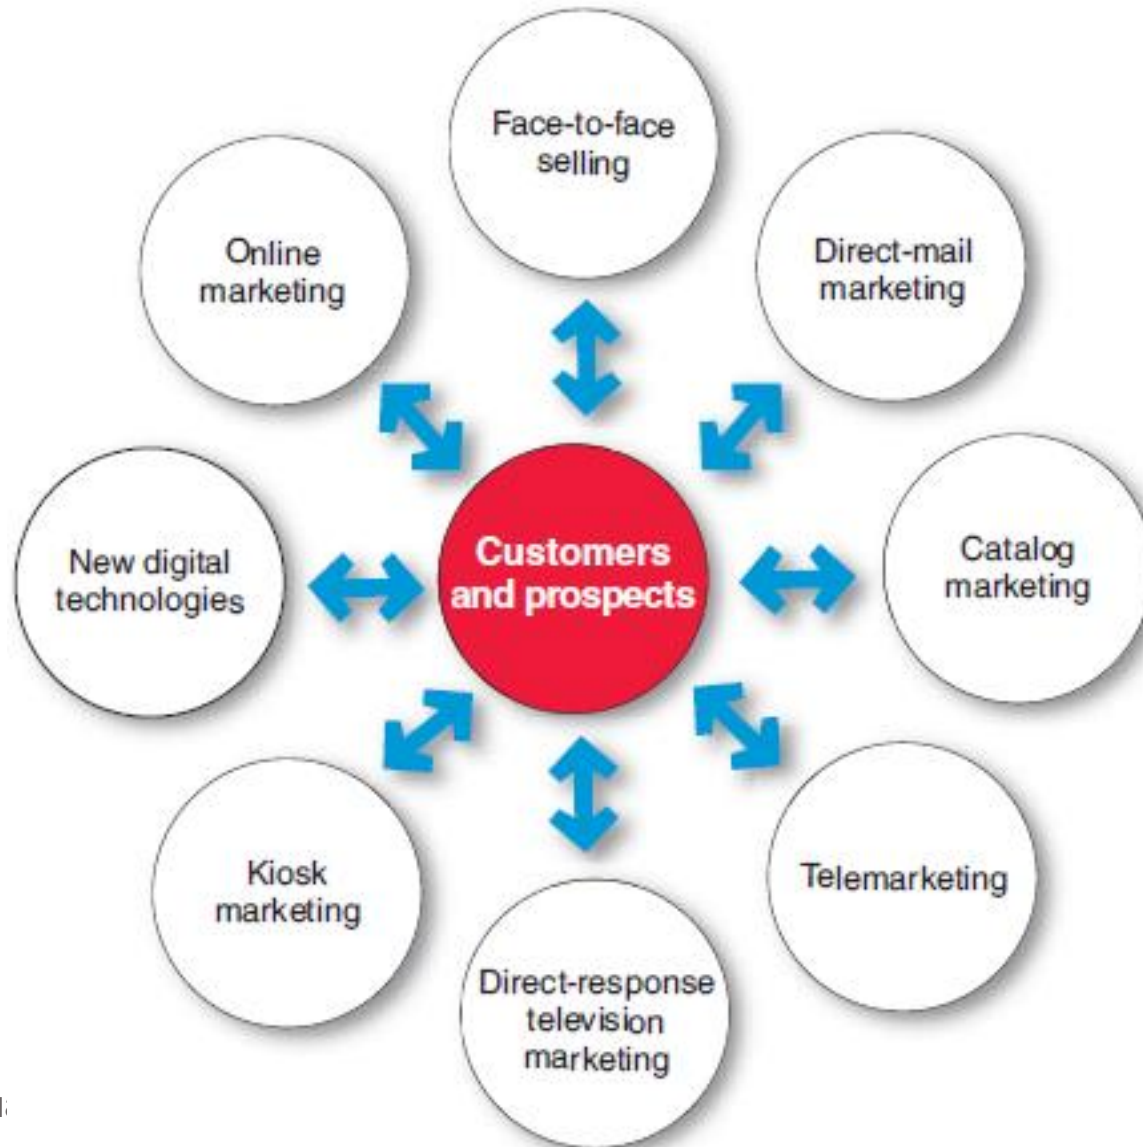 Face-to-face
selling
Direct-mail
marketing
Catalog
marketing
Telemarketing
Direct-response
television
marketing
Kiosk
marketing
New digital
technologies
Online
marketing
Customers
and prospects